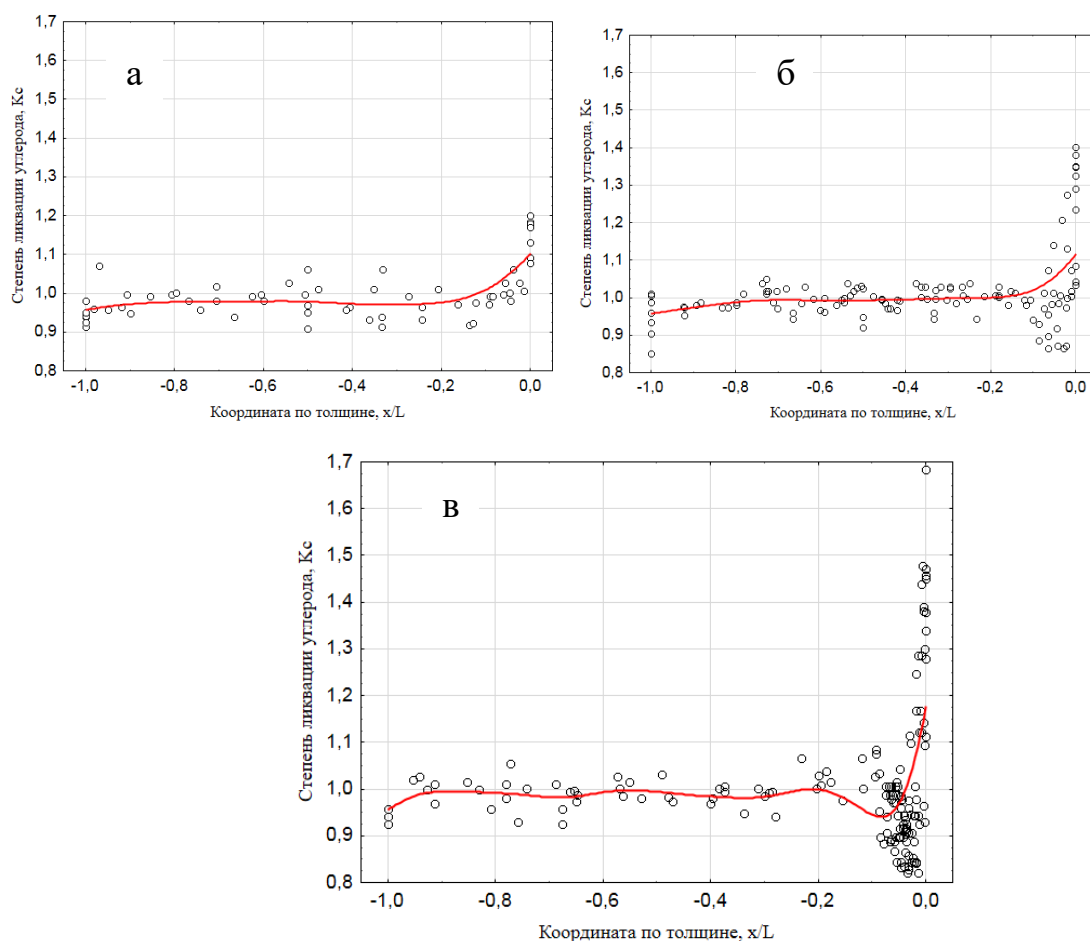 а
Степень ликвации углерода, Кс
1,7
1,6
1,5
1,4
1,3
1,2
1,1
1,0
0,9
0,8
-1,0 -0,8 -0,6 -0,4 -0,2 0,0
Координата по толщине, x/L
б
Степень ликвации углерода, Кс
1,7
1,6
1,5
1,4
1,3
1,2
1,1
1,0
0,9
0,8
-1,0 -0,8 -0,6 -0,4 -0,2 0,0
Координата по толщине, x/L
в
Степень ликвации углерода, Кс
1,7
1,6
1,5
1,4
1,3
1,2
1,1
1,0
0,9
0,8
-1,0 -0,8 -0,6 -0,4 -0,2 0,0
Координата по толщине, x/L